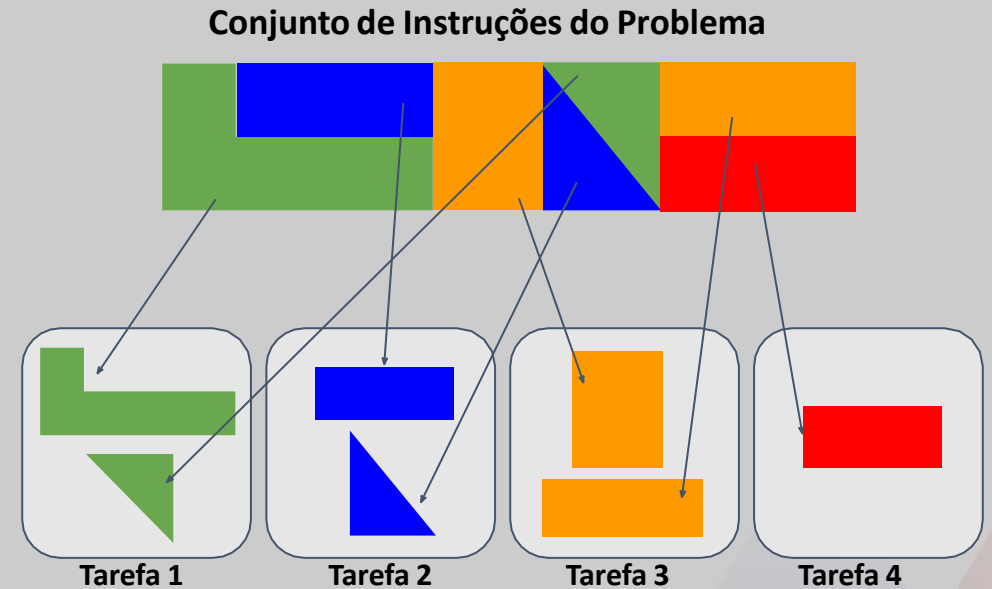 Conjunto de Instruções do Problema
Tarefa 1
Tarefa 2
Tarefa 3
Tarefa 4